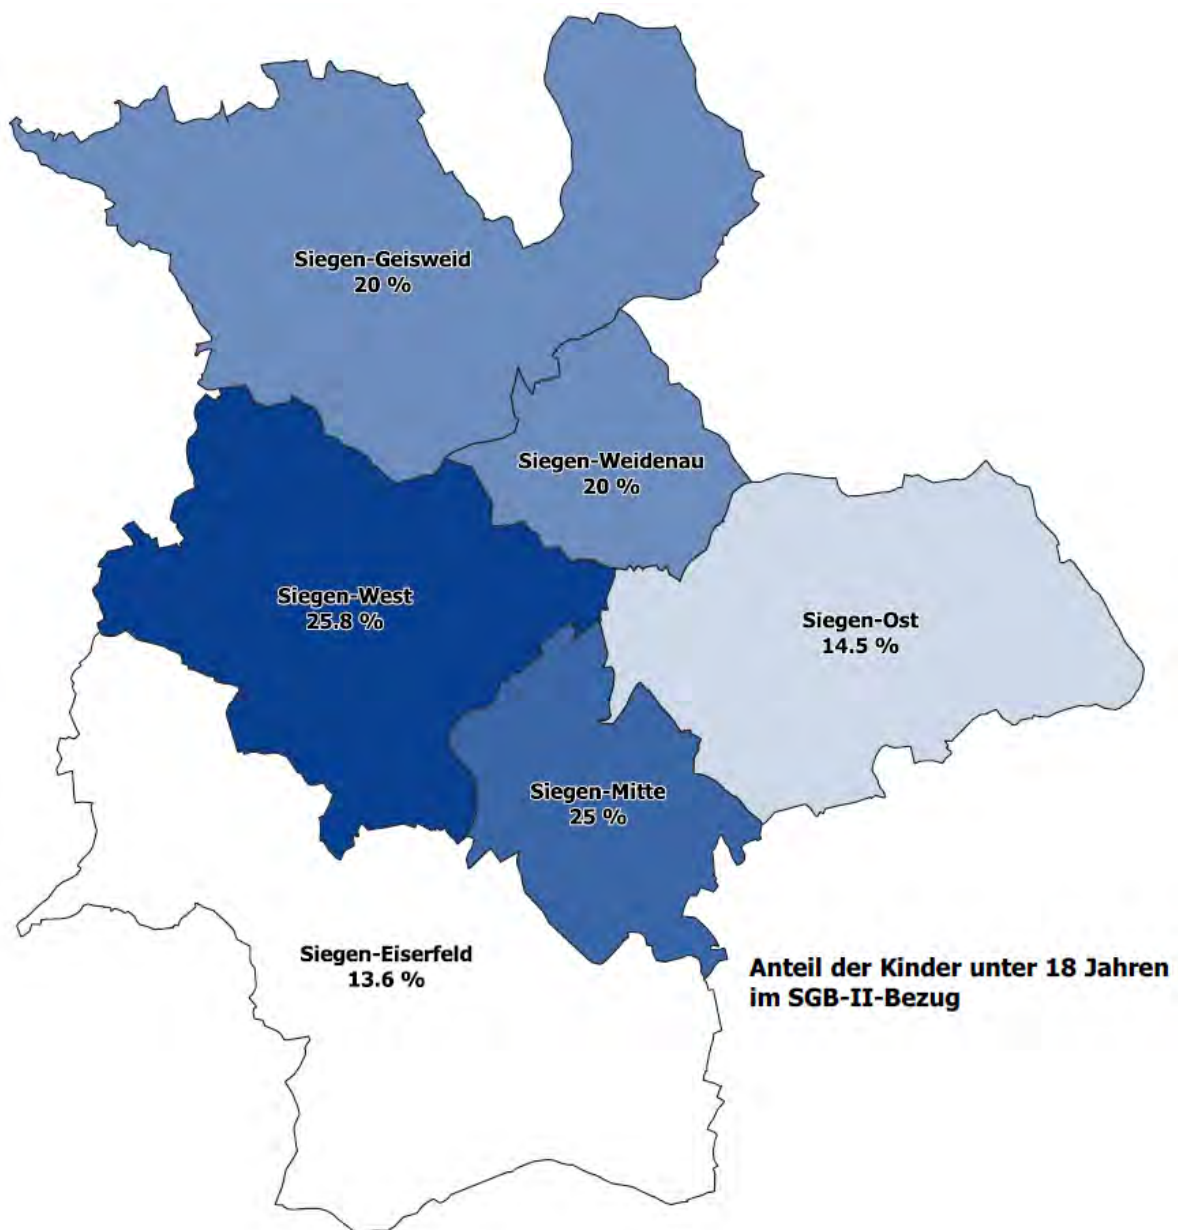 Siegen-Geisweid
20 %
Siegen-Weidenau
20 %
Siegen-West
25.8 %
Siegen-Ost
14.5 %
Siegen-Mitte
25 %
Siegen-Eiserfeld
13.6 %
Anteil der Kinder unter 18 Jahren
im SGB-II-Bezug